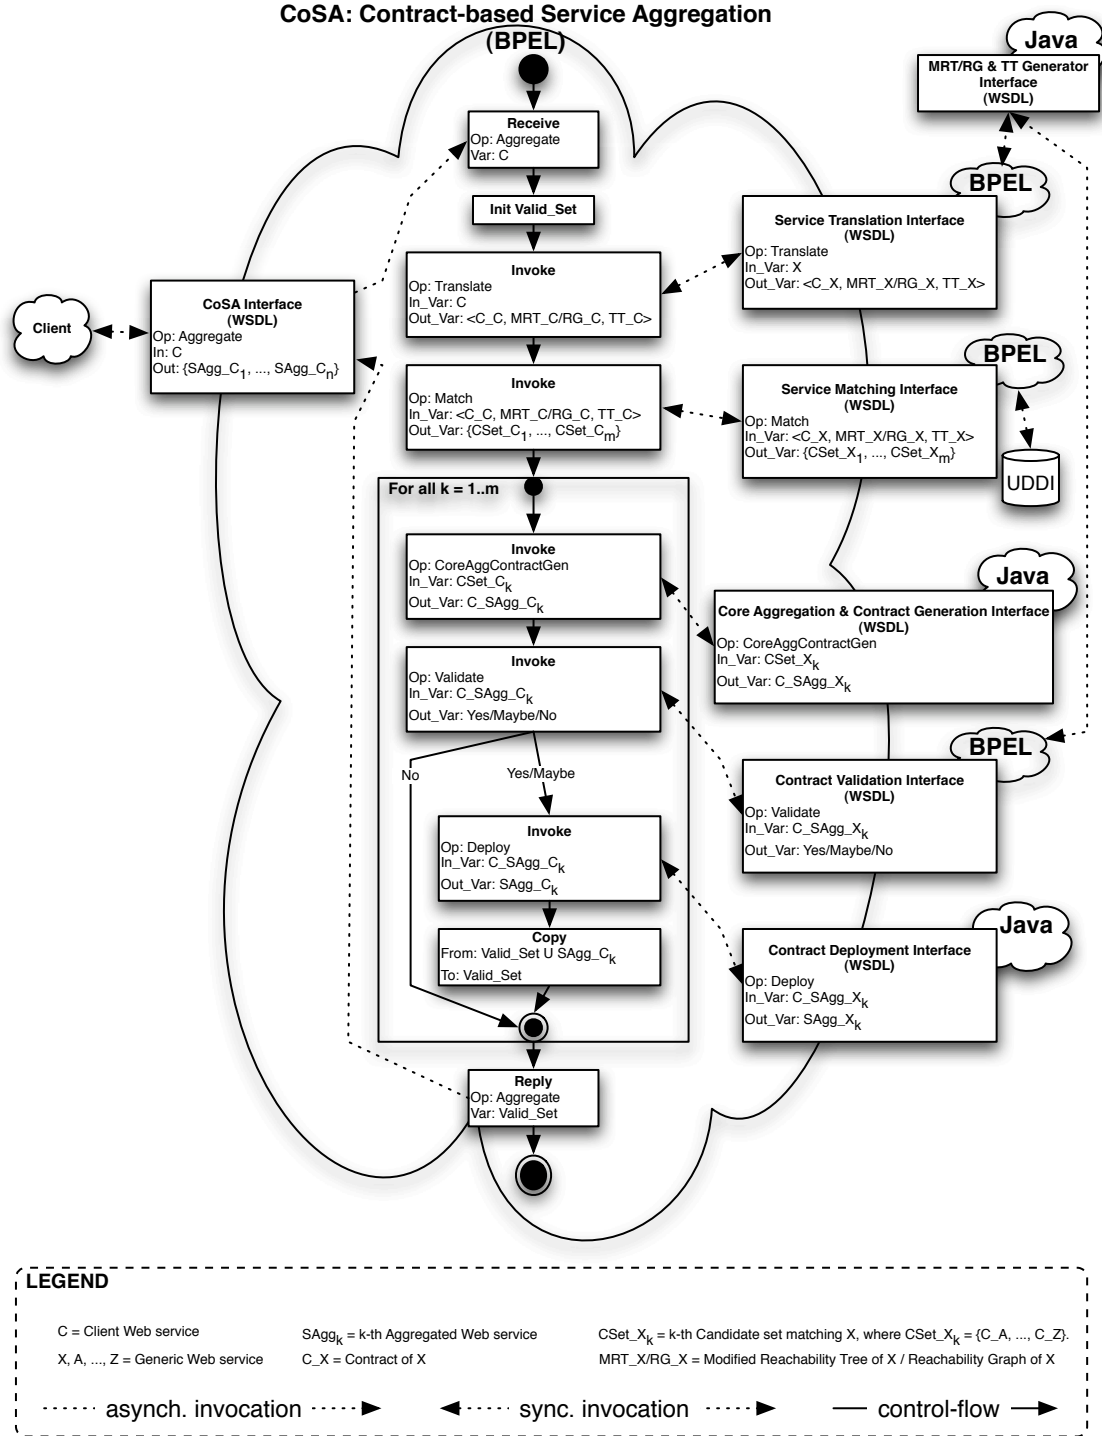 CoSA: Contract-based Service Aggregation
(BPEL)
Java
MRT/RG & TT Generator
Interface
(WSDL)
BPEL
Receive
Op: Aggregate
Var: C
Init Valid_Set
Service Translation Interface
(WSDL)
Op: Translate
In_Var: X
Out_Var: <C_X, MRT_X/RG_X, TT_X>
Invoke
Op: Translate
In_Var: C
Out_Var: <C_C, MRT_C/RG_C, TT_C>
Client
CoSA Interface
(WSDL)
Op: Aggregate
In: C
Out: {SAgg_C1, ..., SAgg_Cn}
BPEL
Invoke
Op: Match
In_Var: <C_C, MRT_C/RG_C, TT_C>
Out_Var: {CSet_C1, ..., CSet_Cm}
Service Matching Interface
(WSDL)
Op: Match
In_Var: <C_X, MRT_X/RG_X, TT_X>
Out_Var: {CSet_X1, ..., CSet_Xm}
UDDI
For all k = 1..m
Invoke
Op: CoreAggContractGen
In_Var: CSet_Ck
Out_Var: C_SAgg_Ck
Java
Core Aggregation & Contract Generation Interface
(WSDL)
Op: CoreAggContractGen
In_Var: CSet_Xk
Out_Var: C_SAgg_Xk
Invoke
Op: Validate
In_Var: C_SAgg_Ck
Out_Var: Yes/Maybe/No
No
Yes/Maybe
BPEL
Contract Validation Interface
(WSDL)
Op: Validate
In_Var: C_SAgg_Xk
Out_Var: Yes/Maybe/No
Invoke
Op: Deploy
In_Var: C_SAgg_Ck
Out_Var: SAgg_Ck
Java
Contract Deployment Interface
(WSDL)
Op: Deploy
In_Var: C_SAgg_Xk
Out_Var: SAgg_Xk
Copy
From: Valid_Set U SAgg_Ck
To: Valid_Set
Reply
Op: Aggregate
Var: Valid_Set
LEGEND
C = Client Web service
SAggk = k-th Aggregated Web service
CSet_Xk = k-th Candidate set matching X, where CSet_Xk = {C_A, ..., C_Z}.
X, A, ..., Z = Generic Web service
C_X = Contract of X
MRT_X/RG_X = Modified Reachability Tree of X / Reachability Graph of X
asynch. invocation
sync. invocation
control-flow